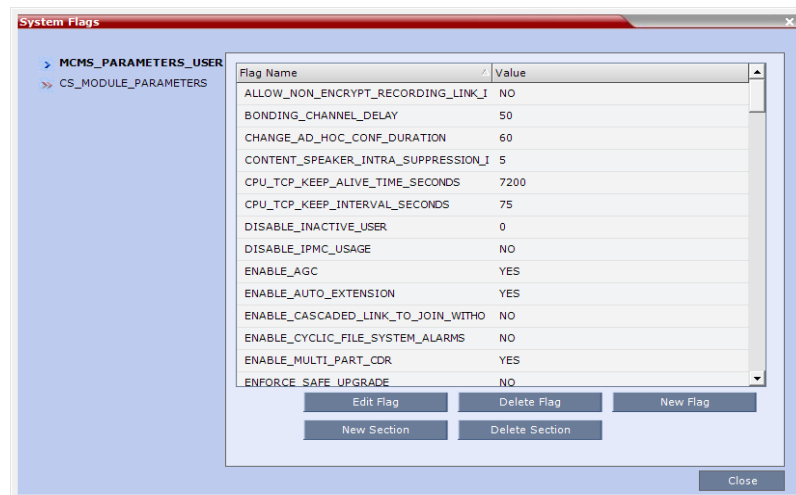 System Flags
MCMS_PARAMETERS_USER
CS_MODULE_PARAMETERS
Flag Name Value
ALLOW_NON_ENCRYPT_RECORDING_LINK_I NO
BONDING_CHANNEL_DELAY 50
CHANGE_AD_HOC_CONF_DURATION 60
CONTENT_SPEAKER_INTRA_SUPPRESSION_I 5
CPU_TCP_KEEP_ALIVE_TIME_SECONDS 7200
CPU_TCP_KEEP_INTERVAL_SECONDS 75
DISABLE_INACTIVE_USER 0
DISABLE_IPMC_USAGE NO
ENABLE_AGC YES
ENABLE_AUTO_EXTENSION YES
ENABLE_CASCADED_LINK_TO_JOIN_WITHO NO
ENABLE_CYCLIC_FILE_SYSTEM_ALARMS NO
ENABLE_MULTI_PART_CDR YES
ENFORCE_SAFE_UPGRADE NO
Edit Flag Delete Flag New Flag
New Section Delete Section
Close